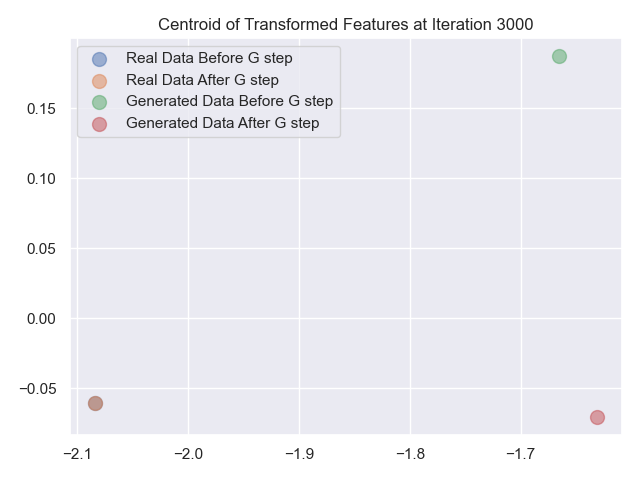 Centroid of Transformed Features at Iteration 3000
Real Data Before G step
Real Data After G step
Generated Data Before G step
Generated Data After G step
0.15
0.10
0.05
0.00
−0.05
−2.1 −2.0 −1.9 −1.8 −1.7